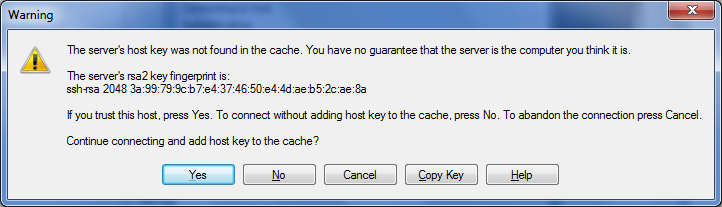 Warning
The server's host key was not found in the cache. You have no guarantee that the server is the computer you think it is.
The server's rsa2 key fingerprint is:
ssh-rsa 2048 3a:99:79:9c:b7:e4:37:46:50:e4:4d:ae:b5:2c:ae:8a
If you trust this host, press Yes. To connect without adding host key to the cache, press No. To abandon the connection press Cancel.
Continue connecting and add host key to the cache?
Yes No Cancel Copy Key Help